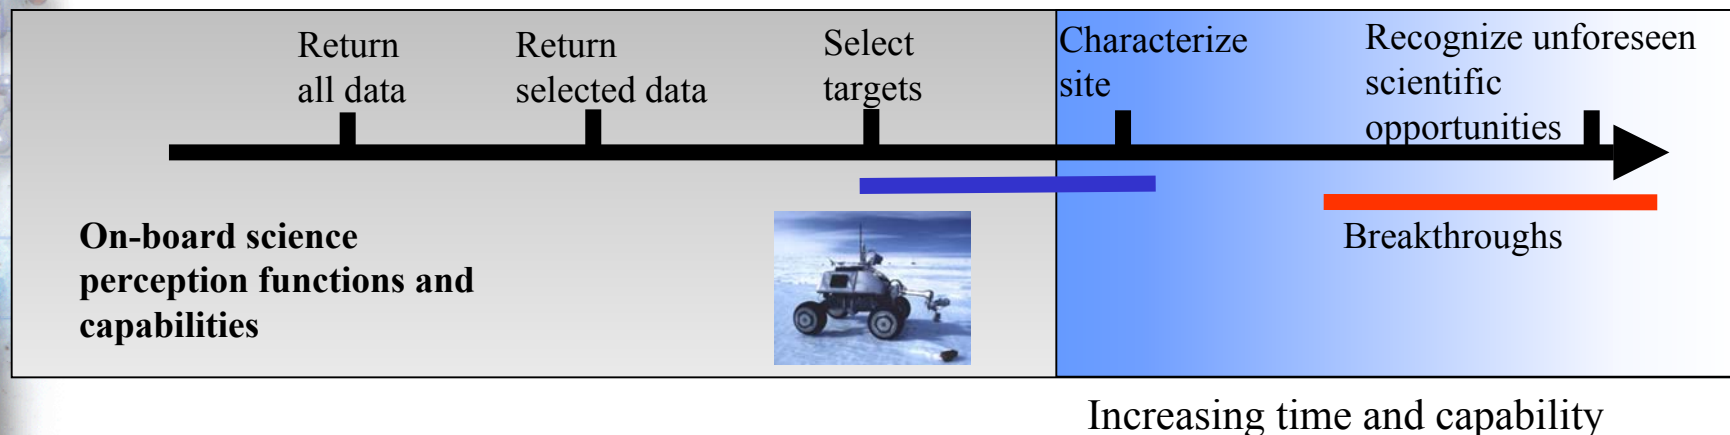 Return
all data
Return
selected data
Select
targets
Characterize
site
Recognize unforeseen
scientific
opportunities
On-board science
perception functions and
capabilities
Breakthroughs
Increasing time and capability